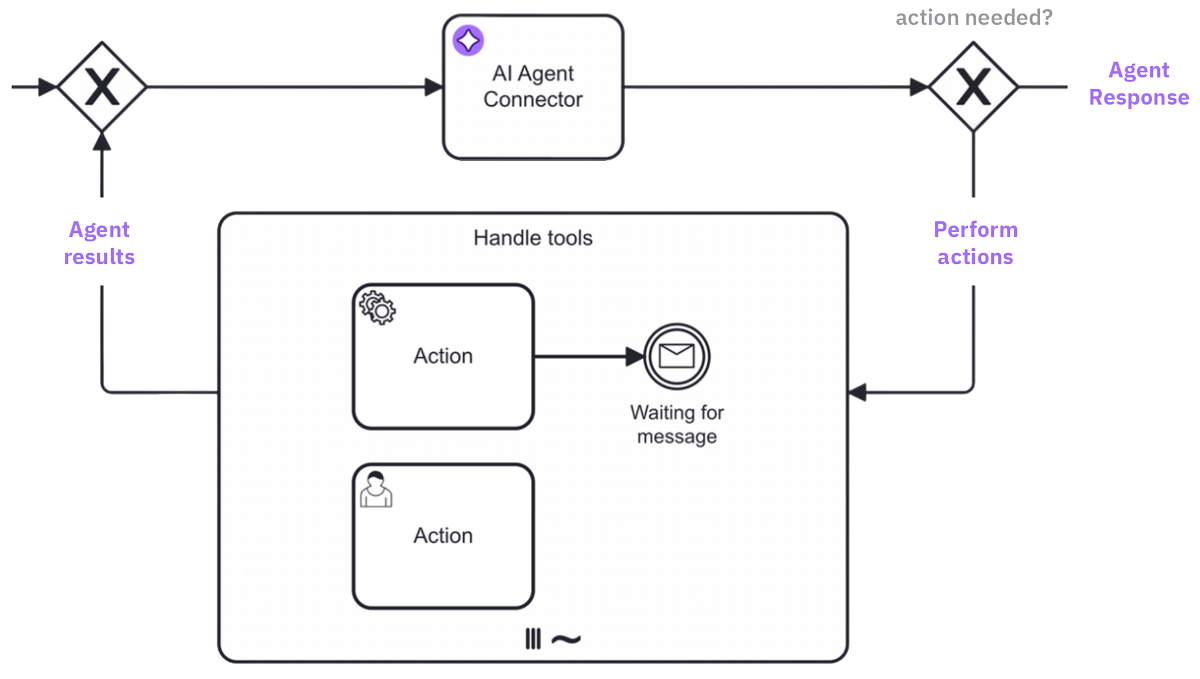 action needed?
AI Agent
Connector
Agent
Response
Agent
results
Perform
actions
Handle tools
Action
Waiting for
message
Action